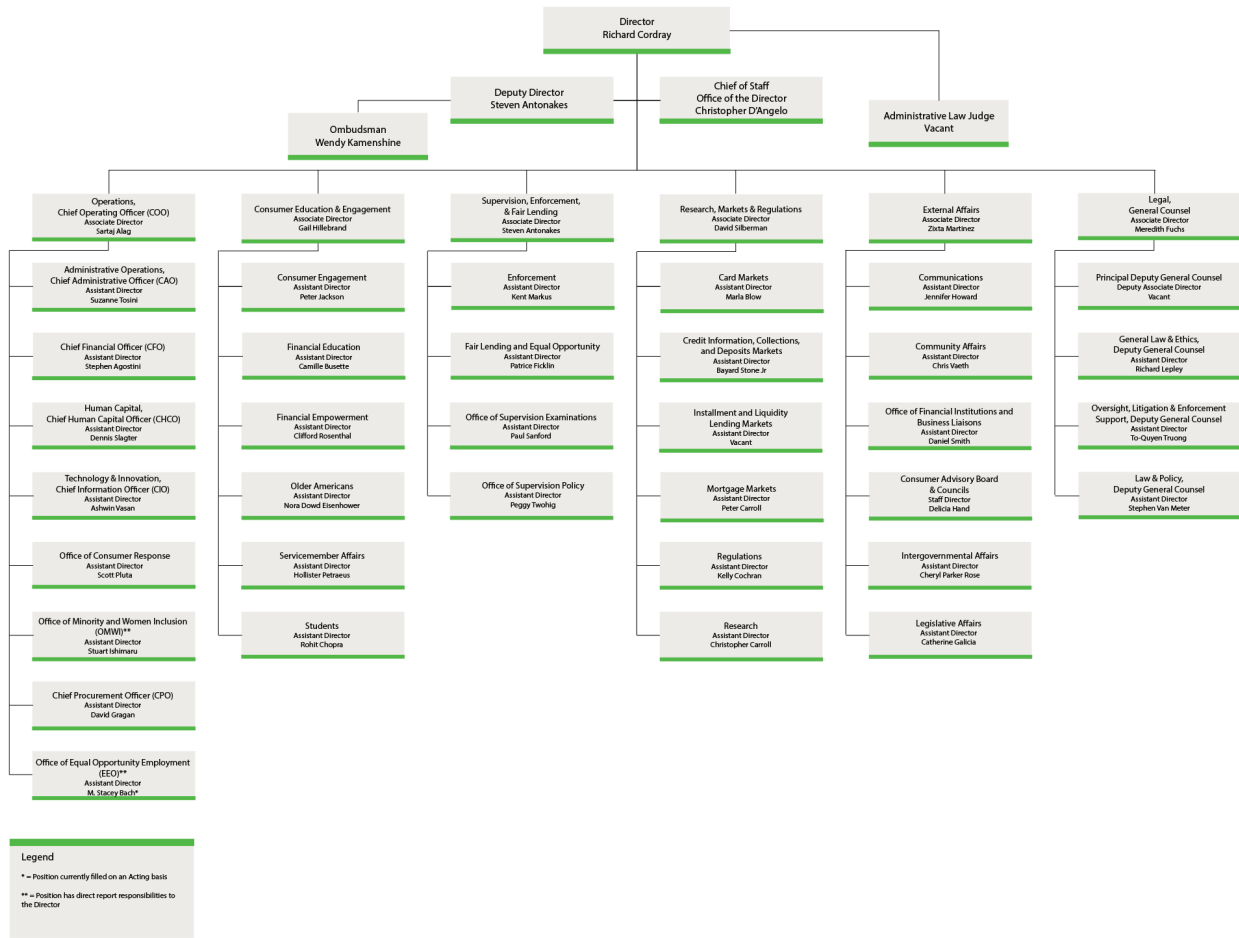 Director
Richard Cordray
Deputy Director
Steven Antonakes
Chief of Staff
Office of the Director
Christopher D'Angelo
Ombudsman
Wendy Kamenshine
Administrative Law Judge
Vacant
Operations,
Chief Operating Officer (COO)
Associate Director
Sartaj Alag
Administrative Operations,
Chief Administrative Officer (CAO)
Assistant Director
Suzanne Tosini
Chief Financial Officer (CFO)
Assistant Director
Stephen Agostini
Human Capital,
Chief Human Capital Officer (CHCO)
Assistant Director
Dennis Slagter
Technology & Innovation,
Chief Information Officer (CIO)
Assistant Director
Ashwin Vasan
Office of Consumer Response
Assistant Director
Scott Pluta
Office of Minority and Women Inclusion
(OMWI)**
Assistant Director
Stuart Ishimaru
Chief Procurement Officer (CPO)
Assistant Director
David Gragan
Office of Equal Opportunity Employment
(EEO)**
Assistant Director
M. Stacey Bach*
Consumer Education & Engagement
Associate Director
Gail Hillebrand
Consumer Engagement
Assistant Director
Peter Jackson
Financial Education
Assistant Director
Camille Busette
Financial Empowerment
Assistant Director
Clifford Rosenthal
Older Americans
Assistant Director
Nora Dowd Eisenhower
Servicemember Affairs
Assistant Director
Hollister Petraeus
Students
Assistant Director
Rohit Chopra
Supervision, Enforcement,
& Fair Lending
Associate Director
Steven Antonakes
Enforcement
Assistant Director
Kent Markus
Fair Lending and Equal Opportunity
Assistant Director
Patrice Ficklin
Office of Supervision Examinations
Assistant Director
Paul Sanford
Office of Supervision Policy
Assistant Director
Peggy Twohig
Research, Markets & Regulations
Associate Director
David Silberman
Card Markets
Assistant Director
Marla Blow
Credit Information, Collections,
and Deposits Markets
Assistant Director
Bayard Stone Jr
Installment and Liquidity
Lending Markets
Assistant Director
Vacant
Mortgage Markets
Assistant Director
Peter Carroll
Regulations
Assistant Director
Kelly Cochran
Research
Assistant Director
Christopher Carroll
External Affairs
Associate Director
Zixta Martinez
Communications
Assistant Director
Jennifer Howard
Community Affairs
Assistant Director
Chris Vaeth
Office of Financial Institutions and
Business Liaisons
Assistant Director
Daniel Smith
Consumer Advisory Board
& Councils
Staff Director
Delicia Hand
Intergovernmental Affairs
Assistant Director
Cheryl Parker Rose
Legislative Affairs
Assistant Director
Catherine Galicia
Legal,
General Counsel
Associate Director
Meredith Fuchs
Principal Deputy General Counsel
Deputy Associate Director
Vacant
General Law & Ethics,
Deputy General Counsel
Assistant Director
Richard Lepley
Oversight, Litigation & Enforcement
Support, Deputy General Counsel
Assistant Director
To-Quyen Truong
Law & Policy,
Deputy General Counsel
Assistant Director
Stephen Van Meter
Legend
* = Position currently filled on an Acting basis
** = Position has direct report responsibilities to
the Director